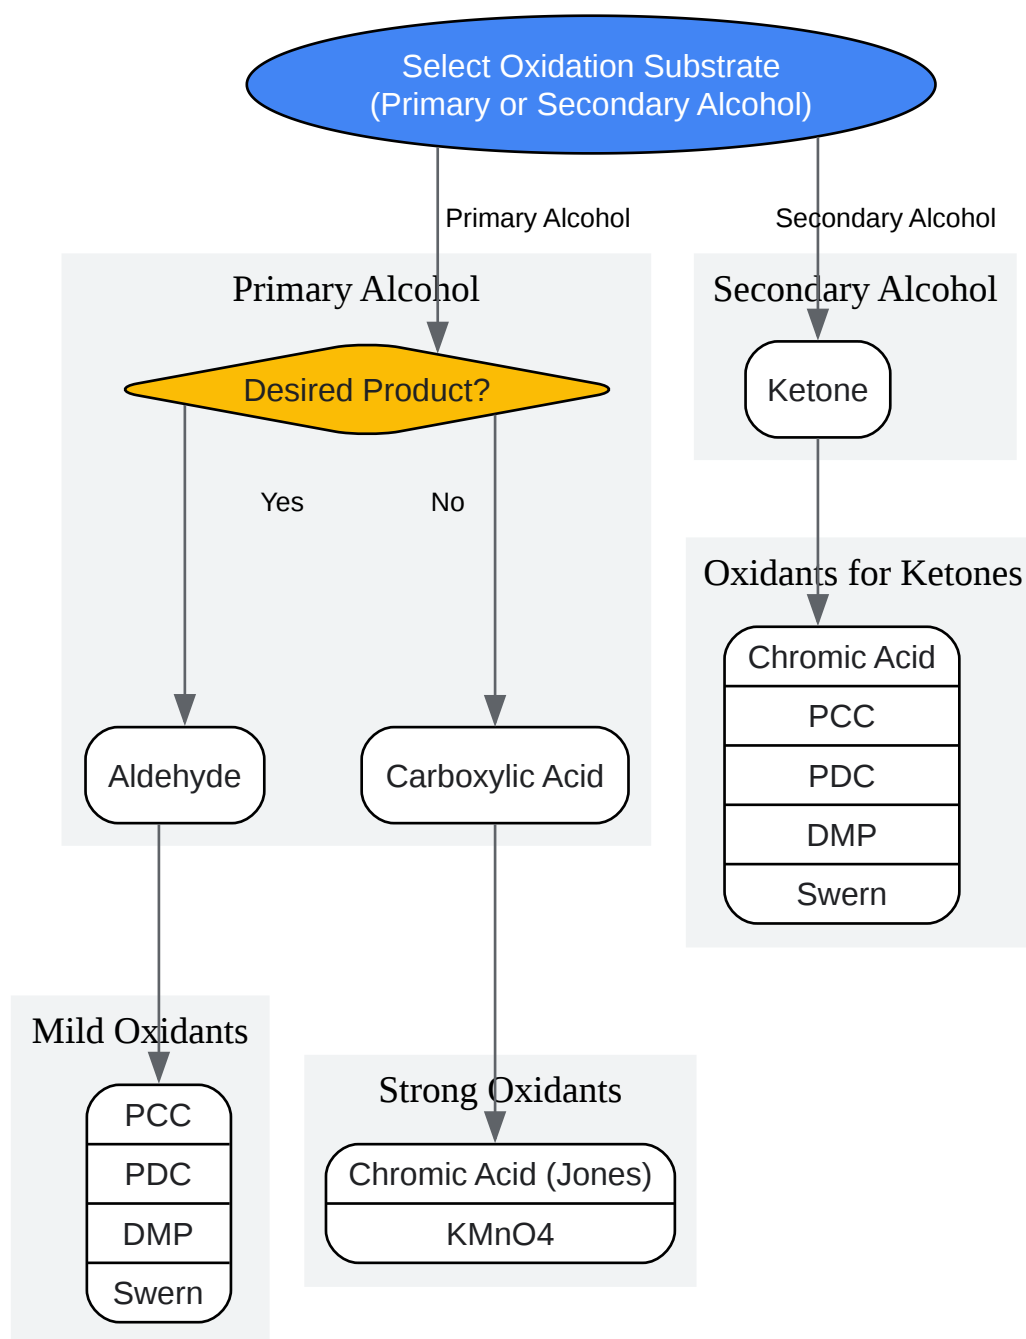 Select Oxidation Substrate
(Primary or Secondary Alcohol)
Primary Alcohol
Secondary Alcohol
Primary Alcohol
Secondary Alcohol
Desired Product?
Ketone
Yes
No
Oxidants for Ketones
Chromic Acid
PCC
PDC
DMP
Swern
Aldehyde
Carboxylic Acid
Mild Oxidants
PCC
PDC
DMP
Swern
Strong Oxidants
Chromic Acid (Jones)
KMnO4